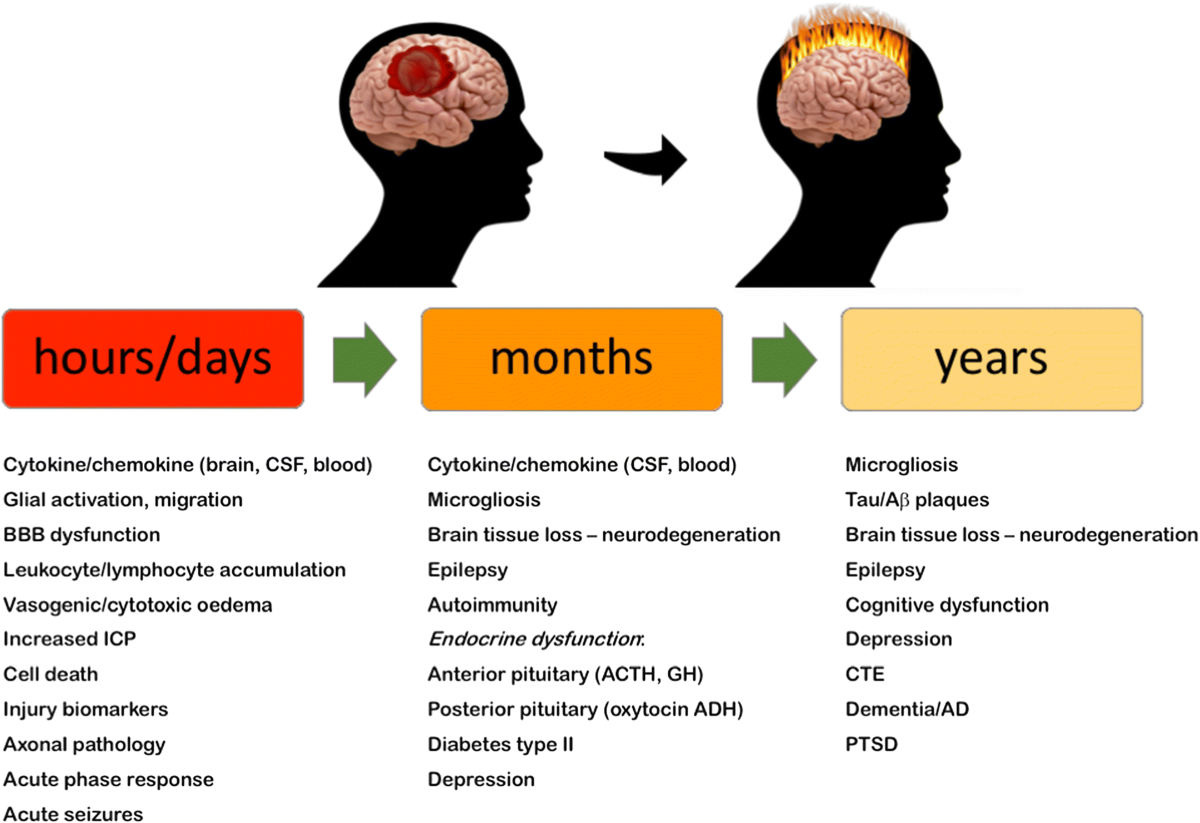 hours/days
months
years
Cytokine/chemokine (brain, CSF, blood)
Glial activation, migration
BBB dysfunction
Leukocyte/lymphocyte accumulation
Vasogenic/cytotoxic oedema
Increased ICP
Cell death
Injury biomarkers
Axonal pathology
Acute phase response
Acute seizures
Cytokine/chemokine (CSF, blood)
Microgliosis
Brain tissue loss – neurodegeneration
Epilepsy
Autoimmunity
Endocrine dysfunction:
Anterior pituitary (ACTH, GH)
Posterior pituitary (oxytocin ADH)
Diabetes type II
Depression
Microgliosis
Tau/Aβ plaques
Brain tissue loss – neurodegeneration
Epilepsy
Cognitive dysfunction
Depression
CTE
Dementia/AD
PTSD